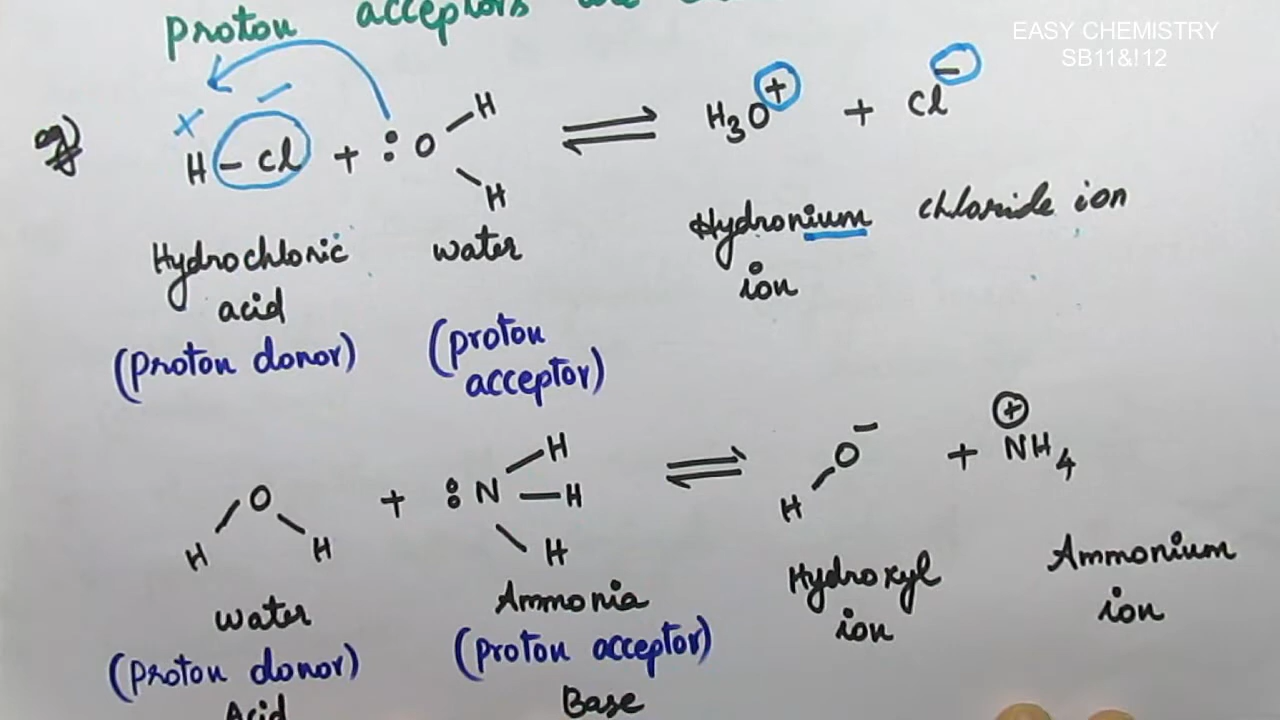 Proton acceptors are
EASY CHEMISTRY
SB11&!12
eg)
H – Cl + :O H H ⇌ H₃O⁺ + Cl⁻
Hydrochloric acid
water
Hydronium ion
chloride ion
(Proton donor)
(proton acceptor)
H O H + :N H H H ⇌ H O⁻ + ⊕NH₄
water
Ammonia
Hydroxyl ion
Ammonium ion
(Proton donor)
(Proton acceptor)
Acid
Base